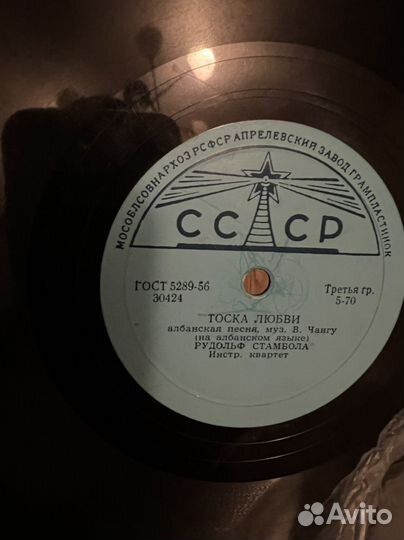 МОСОБЛСОВНАРХОЗ РСФСР АПРЕЛЕВСКИЙ ЗАВОД ГРАМПЛАСТИНОК
СССР
ГОСТ 5289-56
30424
Третья гр.
5-70
ТОСКА ЛЮБВИ
албанская песня, муз. В. Чангу
(на албанском языке)
РУДОЛЬФ СТАМБОЛА
Инстр. квартет
Avito